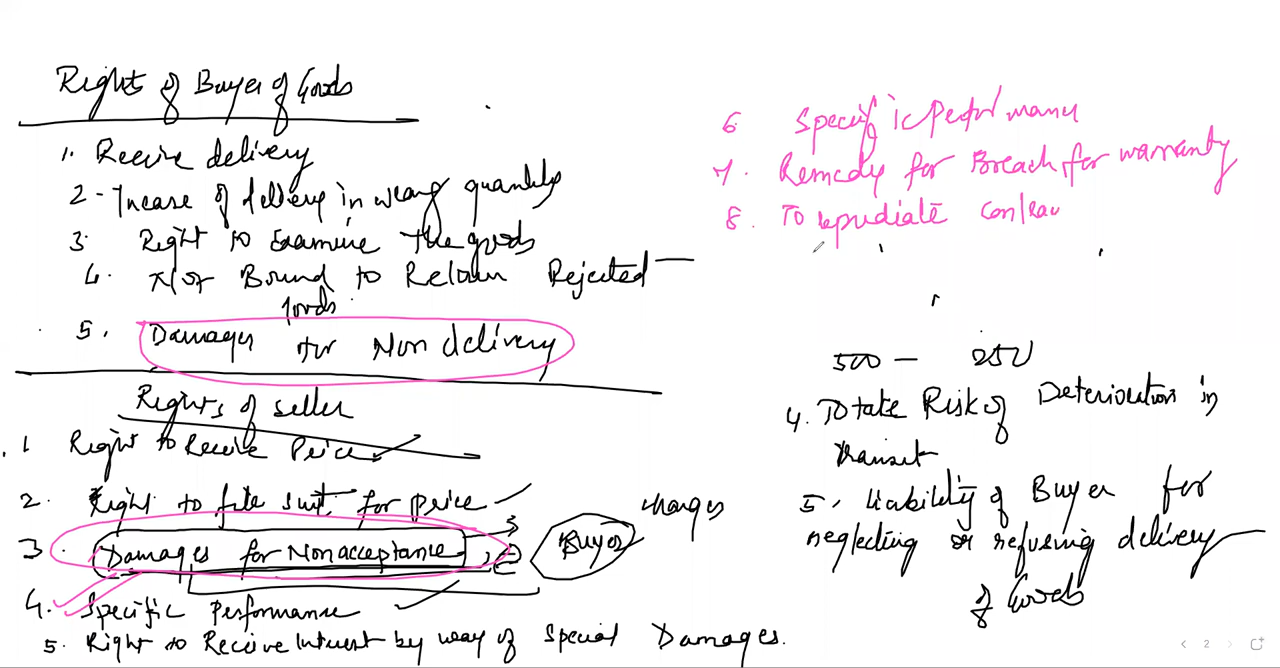 Right of Buyer of Goods
1. Receive delivery
2 - Incase of delivery in wrong quantity
3. Right to Examine the goods
4. Not Bound to Retain Rejected
Goods
5. Damages for Non delivery
6 Specific Performance
7. Remedy for Breach for warranty
8. To repudiate
Rights of seller
1 Right to Receive Price
2. Right to file suit for price
3. Damages for Nonacceptance
Buyer
charges
4. Specific Performance
5. Right to Receive Interest by way of Special Damages.
500 - 250
4. To take Risk of Deterioration in
transit
5. Liability of Buyer for
neglecting or refusing delivery
of Goods
2